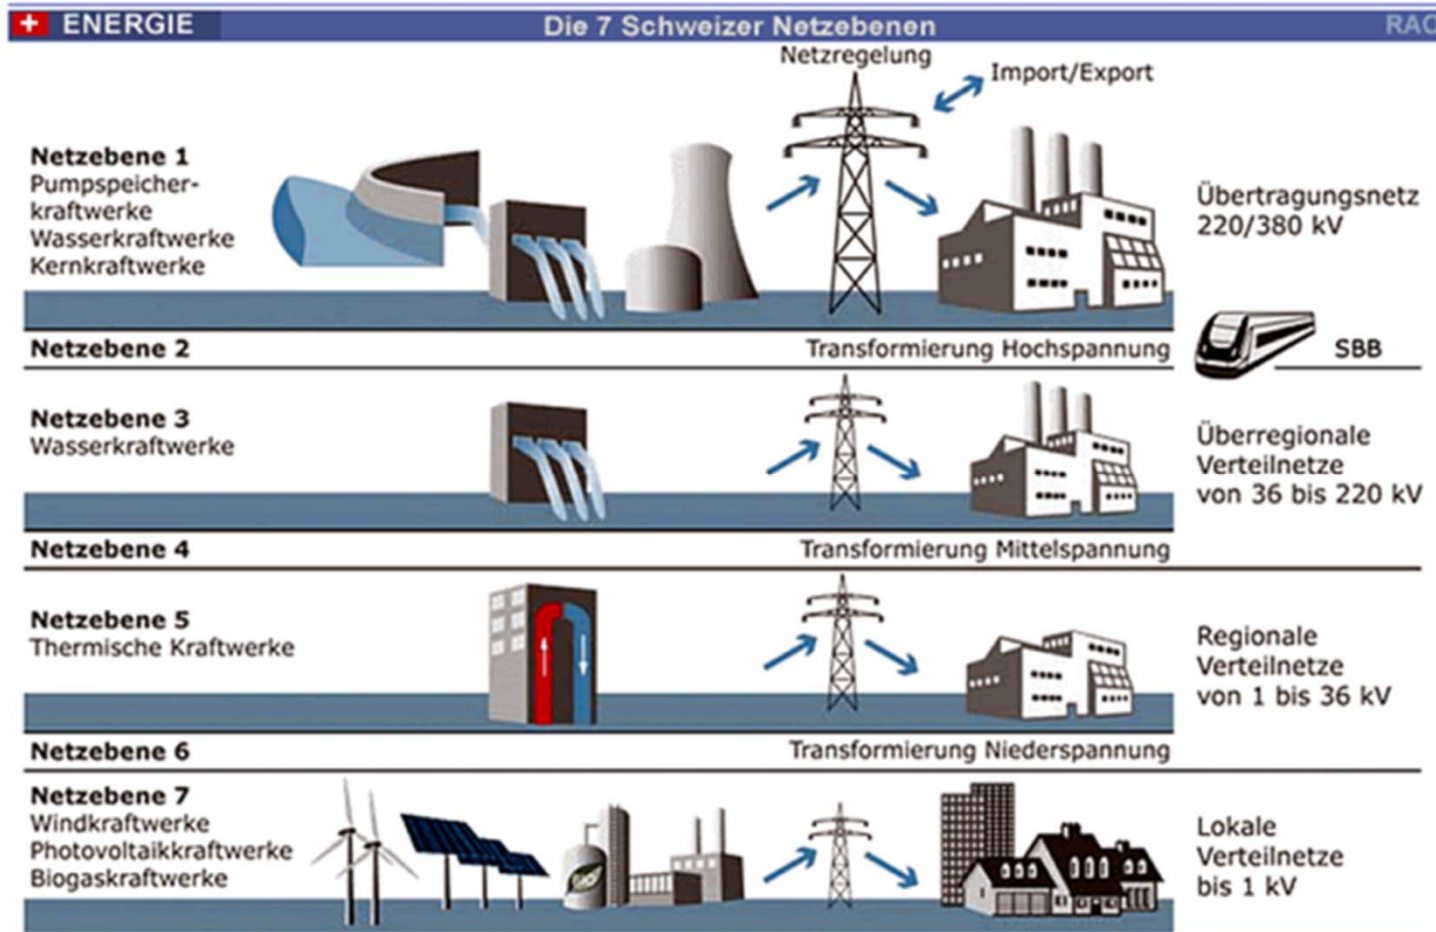 ENERGIE
Die 7 Schweizer Netzebenen
RAO
Netzregelung
Import/Export
Netzebene 1
Pumpspeicher-
kraftwerke
Wasserkraftwerke
Kernkraftwerke
Übertragungsnetz
220/380 kV
Netzebene 2
Transformierung Hochspannung
SBB
Netzebene 3
Wasserkraftwerke
Überregionale
Verteilnetze
von 36 bis 220 kV
Netzebene 4
Transformierung Mittelspannung
Netzebene 5
Thermische Kraftwerke
Regionale
Verteilnetze
von 1 bis 36 kV
Netzebene 6
Transformierung Niederspannung
Netzebene 7
Windkraftwerke
Photovoltaikkraftwerke
Biogaskraftwerke
Lokale
Verteilnetze
bis 1 kV